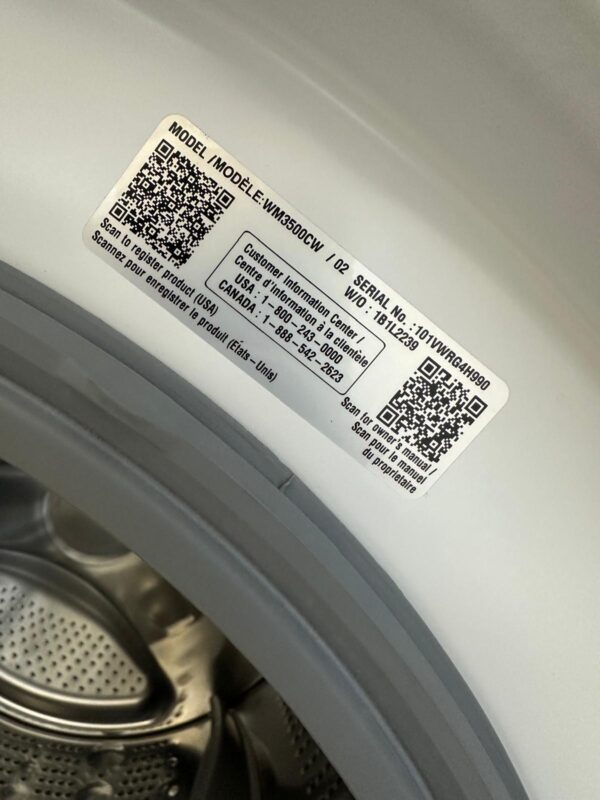 MODEL /MODÈLE:WM3500CW / 02 SERIAL No.:101VWRG4H990
W/O : 1B1L2239
Scan to register product (USA)
Scannez pour enregistrer le produit (États-Unis)
Customer Information Center /
Centre d'information à la clientèle
USA : 1-800-243-0000
CANADA : 1-888-542-2623
Scan for owner's manual /
Scan pour le manuel
du proprietaire